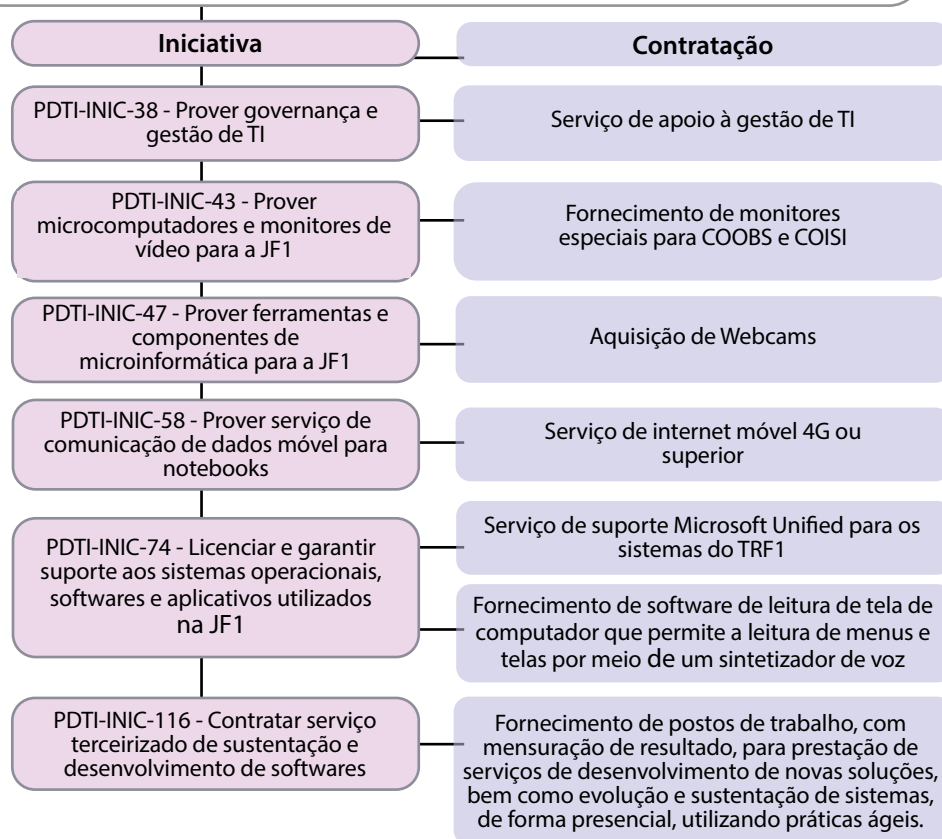 Iniciativa
Contratação
PDTI-INIC-38 - Prover governança e
gestão de TI
Serviço de apoio à gestão de TI
PDTI-INIC-43 - Prover
microcomputadores e monitores de
vídeo para a JF1
Fornecimento de monitores
especiais para COOBS e COISI
PDTI-INIC-47 - Prover ferramentas e
componentes de
microinformática para a JF1
Aquisição de Webcams
PDTI-INIC-58 - Prover serviço de
comunicação de dados móvel para
notebooks
Serviço de internet móvel 4G ou
superior
PDTI-INIC-74 - Licenciar e garantir
suporte aos sistemas operacionais,
softwares e aplicativos utilizados
na JF1
Serviço de suporte Microsoft Unified para os
sistemas do TRF1
Fornecimento de software de leitura de tela de
computador que permite a leitura de menus e
telas por meio de um sintetizador de voz
PDTI-INIC-116 - Contratar serviço
terceirizado de sustentação e
desenvolvimento de softwares
Fornecimento de postos de trabalho, com
mensuração de resultado, para prestação de
serviços de desenvolvimento de novas soluções,
bem como evolução e sustentação de sistemas,
de forma presencial, utilizando práticas ágeis.